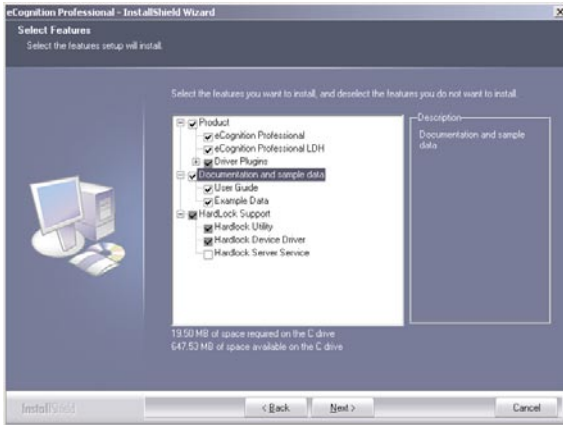 eCognition Professional - InstallShield Wizard
Select Features
Select the features setup will install.
Select the features you want to install, and deselect the features you do not want to install.
Product
eCognition Professional
eCognition Professional LDH
Driver Plugins
Documentation and sample data
User Guide
Example Data
HardLock Support
Hardlock Utility
Hardlock Device Driver
Hardlock Server Service
Description
Documentation and sample data
19.50 MB of space required on the C drive
647.53 MB of space available on the C drive
InstallShield
< Back
Next >
Cancel